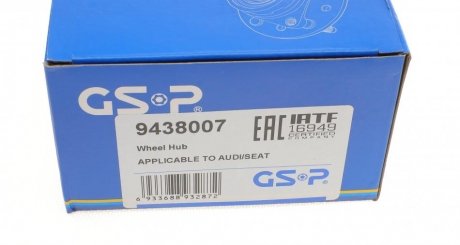 GSP
9438007
Wheel Hub
APPLICABLE TO AUDI/SEAT
EAC
IATF
16949
CERTIFIED
COMPANY
GSP
6 933688 932872